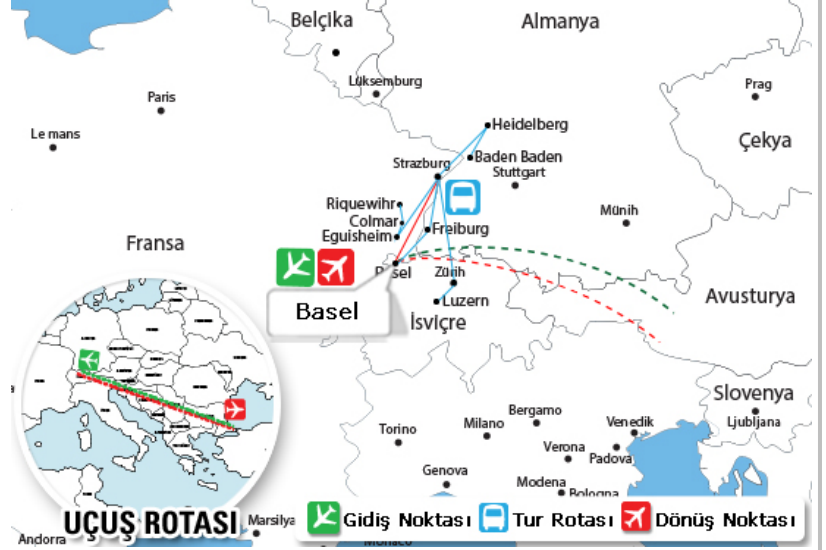 Belçika
Almanya
Lüksemburg
Prag
Paris
Le mans
Heidelberg
Çekya
Strazburg
Baden Baden
Stuttgart
Riquewihr
Colmar
Eguisheim
Freiburg
Münih
Fransa
Basel
Zürih
Luzern
Basel
İsviçre
Avusturya
Slovenya
Ljubljana
Torino
Milano
Bergamo
Venedik
Verona
Padova
Genova
Modena
Bologna
UÇUŞ ROTASI
Marsilya
Gidiş Noktası
Tur Rotası
Dönüş Noktası
Andorra
Monaco